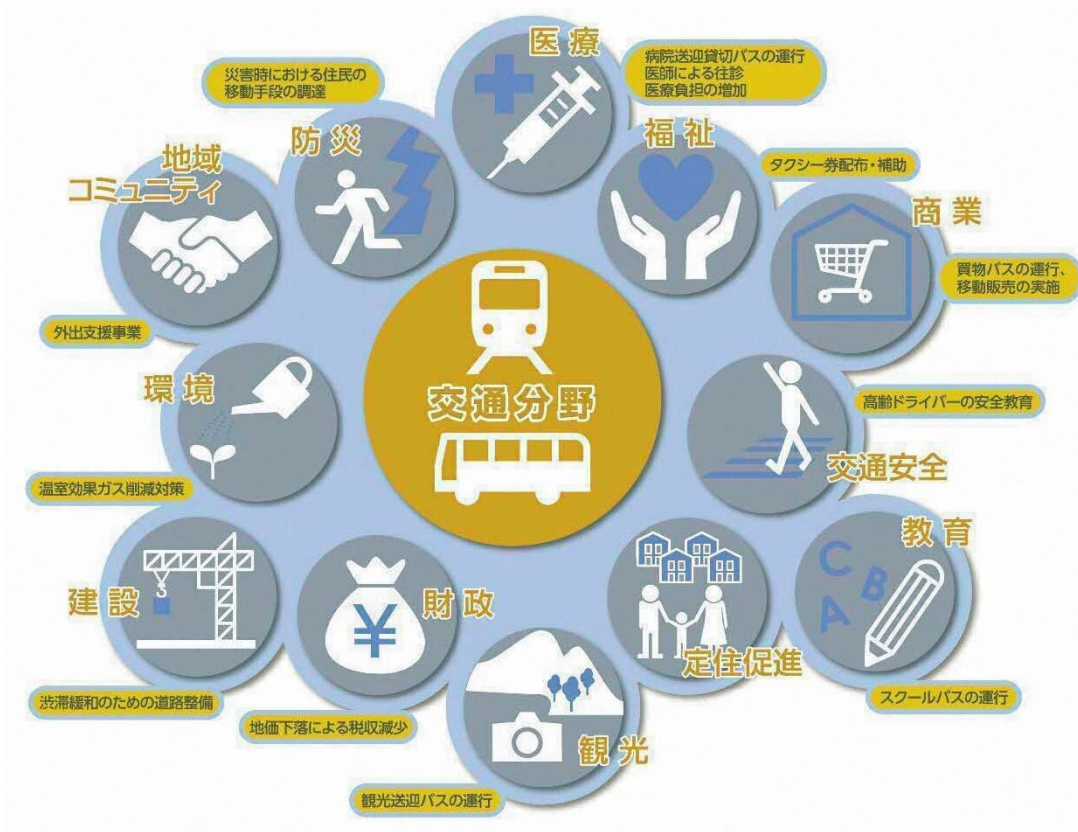 医療
病院送迎貸切バスの運行
医師による往診
医療負担の増加
災害時における住民の
移動手段の調達
防災
福祉
タクシー券配布・補助
地域
コミュニティ
商業
買物バスの運行、
移動販売の実施
外出支援事業
環境
交通分野
高齢ドライバーの安全教育
交通安全
温室効果ガス削減対策
教育
C
B
A
建設
財政
¥
定住促進
スクールバスの運行
渋滞緩和のための道路整備
地価下落による税収減少
観光
観光送迎バスの運行